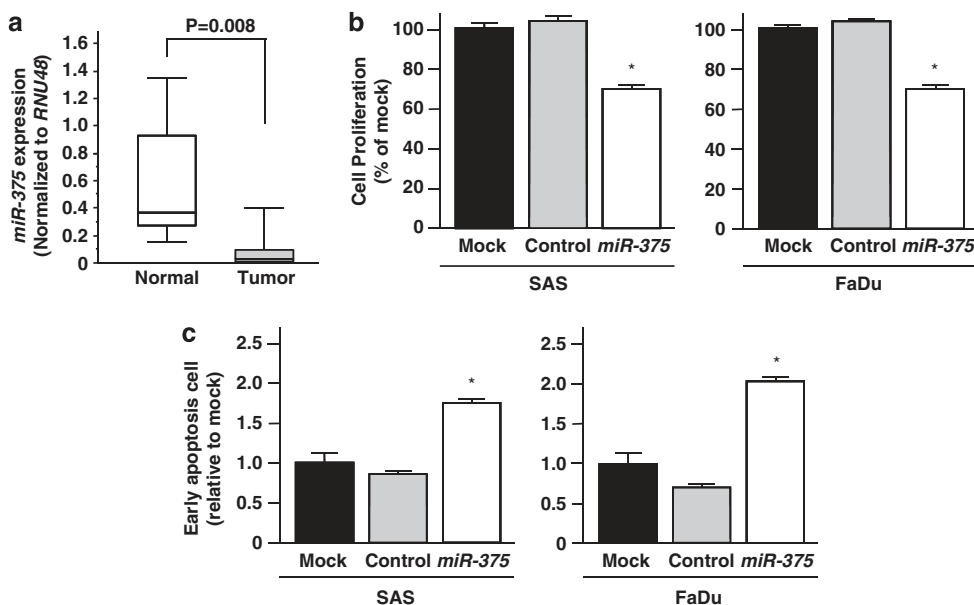 a
P=0.008
miR-375 expression
(Normalized to RNU48)
1.6
1.4
1.2
1.0
0.8
0.6
0.4
0.2
0
Normal Tumor
b
Cell Proliferation
(% of mock)
100
80
60
40
20
0
*
Mock Control miR-375
SAS
100
80
60
40
20
0
*
Mock Control miR-375
FaDu
c
Early apoptosis cell
(relative to mock)
2.5
2.0
1.5
1.0
0.5
0
*
Mock Control miR-375
SAS
2.5
2.0
1.5
1.0
0.5
0
*
Mock Control miR-375
FaDu